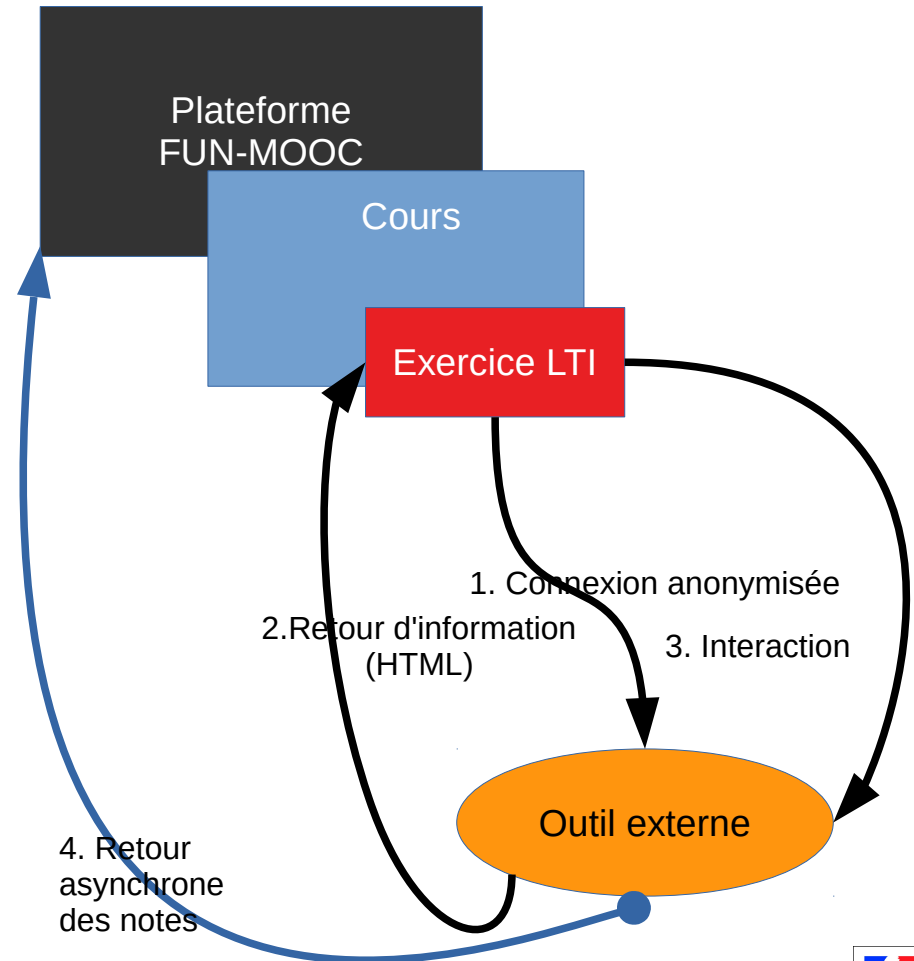 Plateforme
FUN-MOOC
Cours
Exercice LTI
1. Connexion anonymisée
2.Retour d'information
(HTML)
3. Interaction
Outil externe
4. Retour
asynchrone
des notes